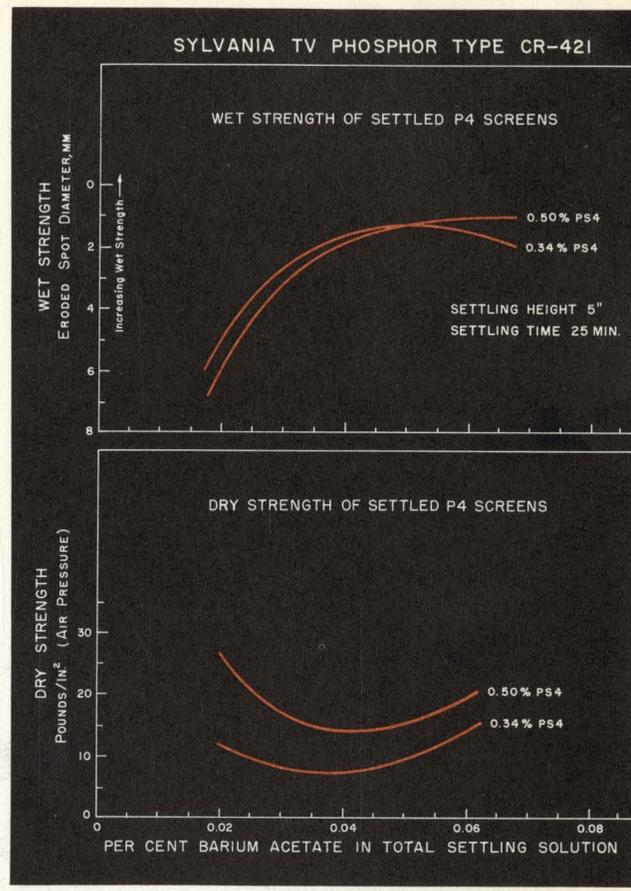 SYLVANIA TV PHOSPHOR TYPE CR-421
WET STRENGTH OF SETTLED P4 SCREENS
WET STRENGTH
ERODED SPOT DIAMETER, MM
Increasing Wet Strength
0
2
4
6
8
0.50% PS4
0.34% PS4
SETTLING HEIGHT 5"
SETTLING TIME 25 MIN.
DRY STRENGTH OF SETTLED P4 SCREENS
DRY STRENGTH
POUNDS/IN.² (AIR PRESSURE)
30
20
10
0
0.50% PS4
0.34% PS4
0 0.02 0.04 0.06 0.08
PER CENT BARIUM ACETATE IN TOTAL SETTLING SOLUTION